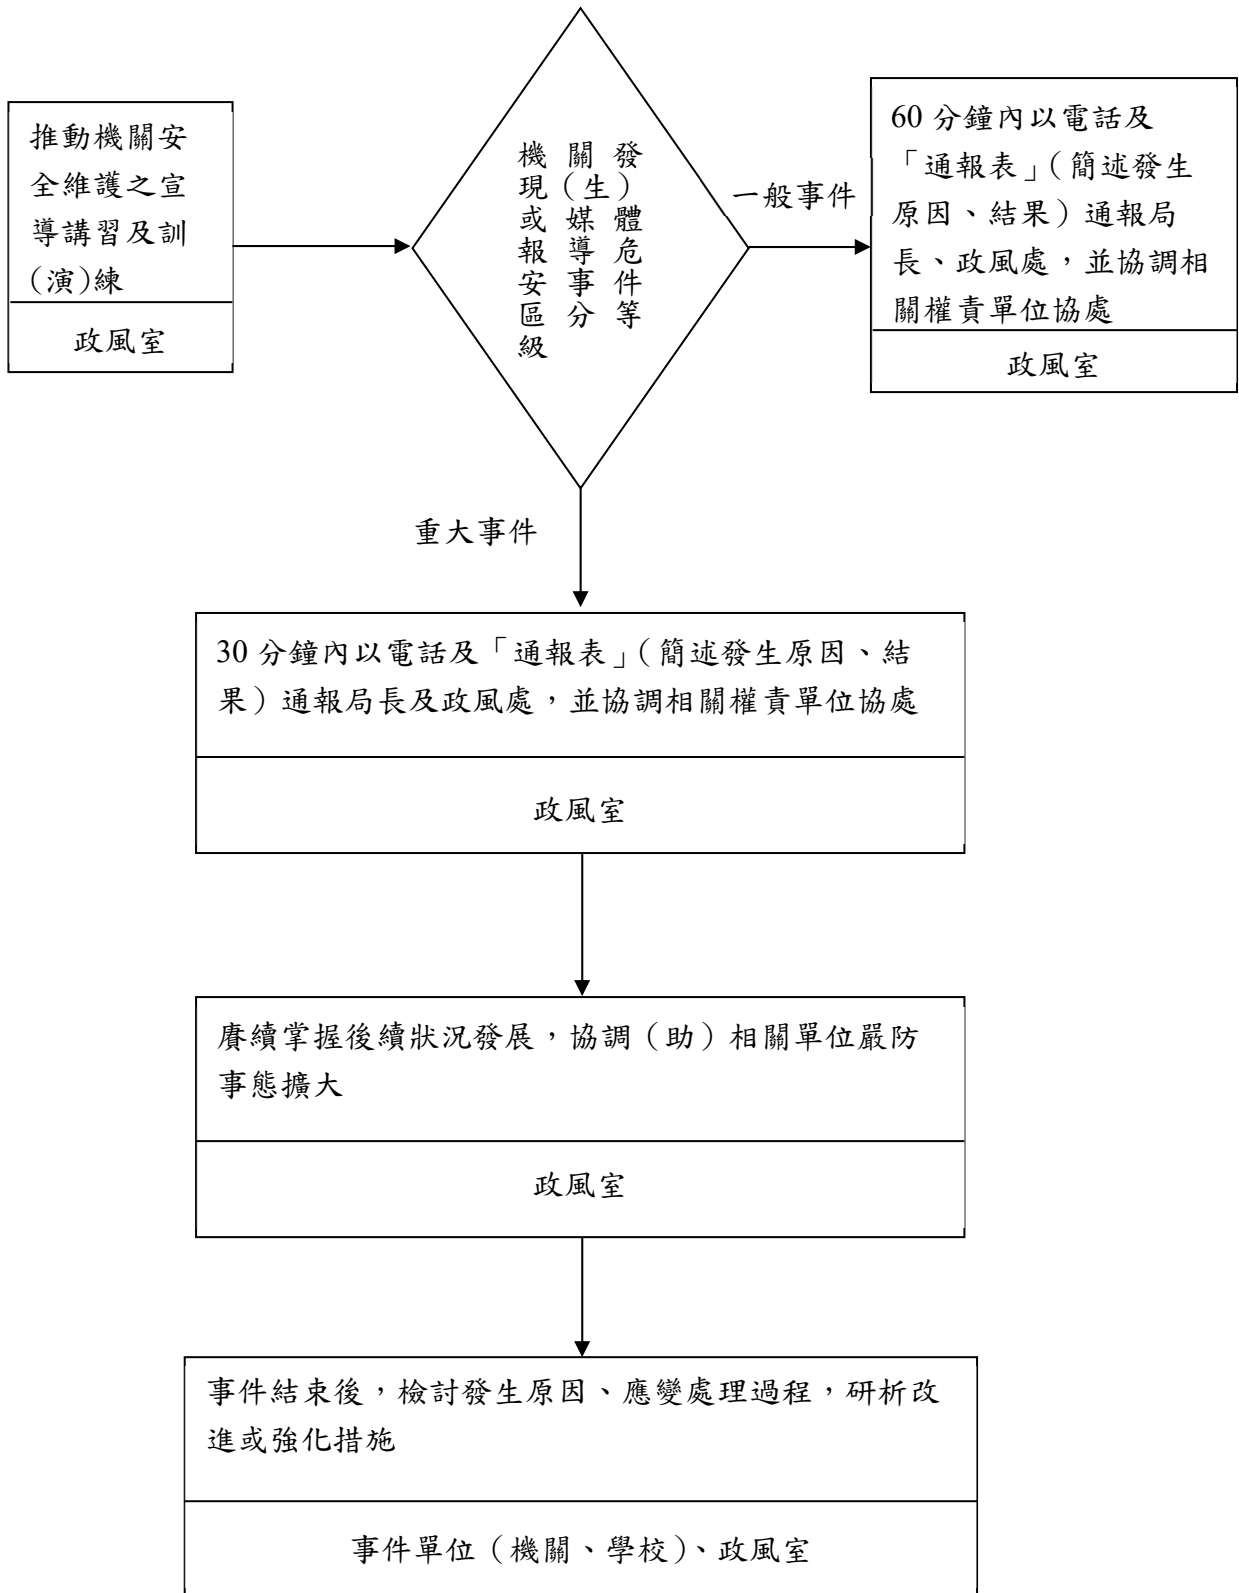 推動機關安
全維護之宣
導講習及訓
(演)練
政風室
機關發
現(生)
或媒體
報導危
安事件
區分等
級
一般事件
60 分鐘內以電話及
「通報表」(簡述發生
原因、結果)通報局
長、政風處，並協調相
關權責單位協處
政風室
重大事件
30 分鐘內以電話及「通報表」(簡述發生原因、結
果)通報局長及政風處，並協調相關權責單位協處
政風室
賡續掌握後續狀況發展，協調(助)相關單位嚴防
事態擴大
政風室
事件結束後，檢討發生原因、應變處理過程，研析改
進或強化措施
事件單位(機關、學校)、政風室